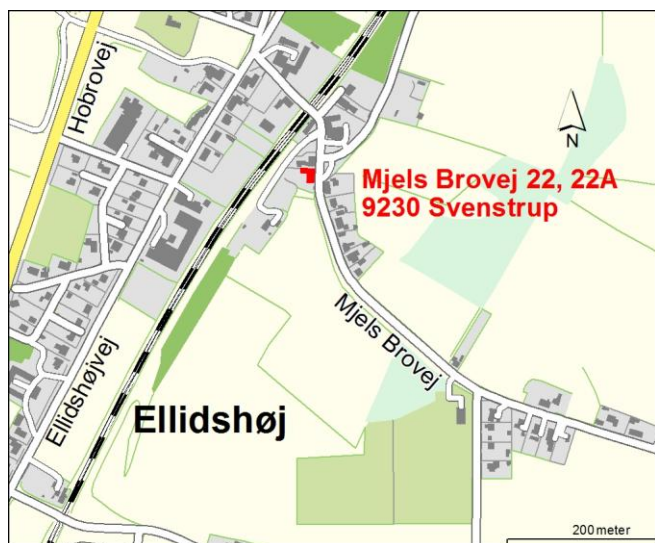 Hobrovej
N
Mjels Brovej 22, 22A
9230 Svenstrup
Mjels Brovej
Ellidshøjvej
Ellidshøj
200 meter